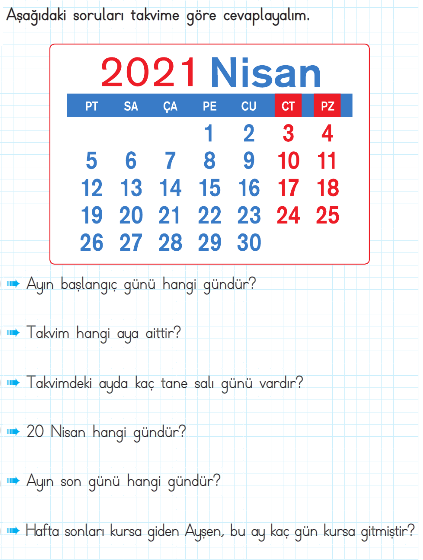 Aşağıdaki soruları takvime göre cevaplayalım.
2021 Nisan
PT SA ÇA PE CU CT PZ
1 2 3 4
5 6 7 8 9 10 11
12 13 14 15 16 17 18
19 20 21 22 23 24 25
26 27 28 29 30
Ayın başlangıç günü hangi gündür?
Takvim hangi aya aittir?
Takvimdeki ayda kaç tane salı günü vardır?
20 Nisan hangi gündür?
Ayın son günü hangi gündür?
Hafta sonları kursa giden Ayşen, bu ay kaç gün kursa gitmiştir?